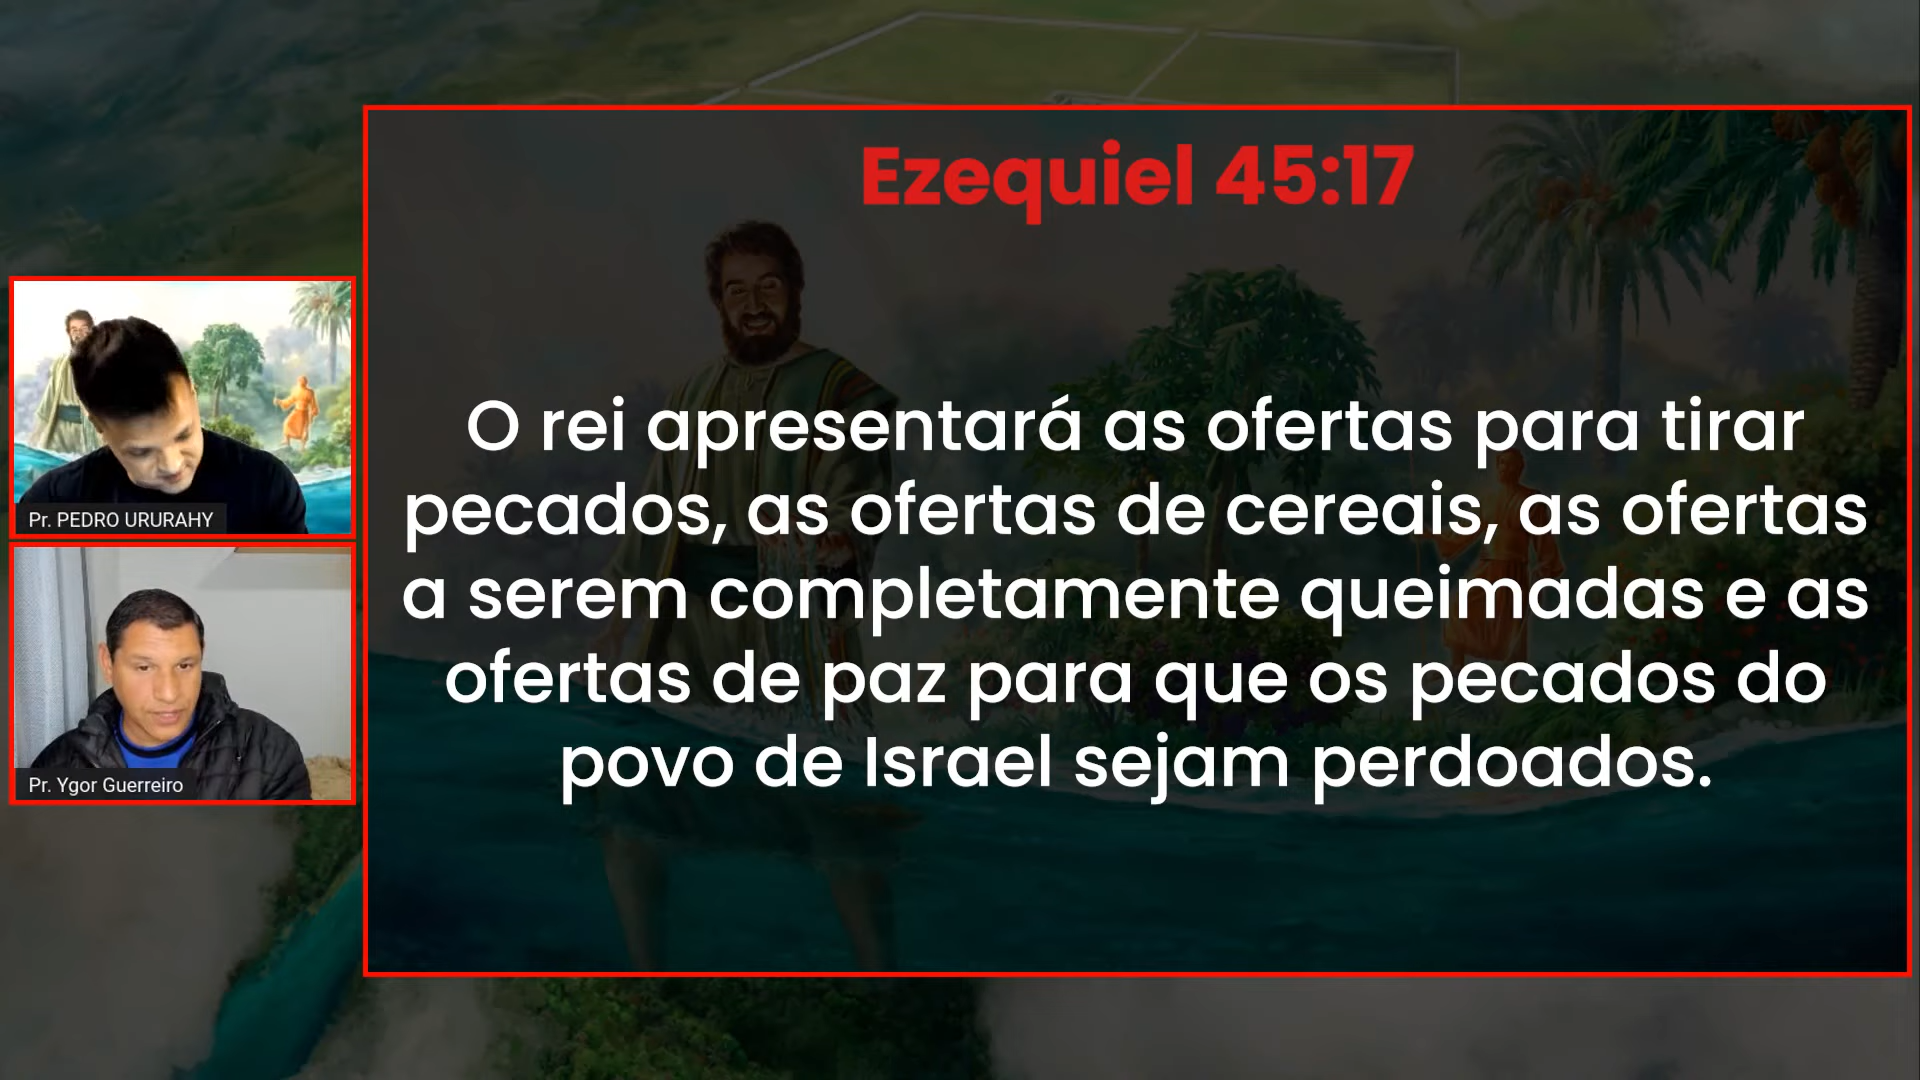 Ezequiel 45:17
O rei apresentará as ofertas para tirar
pecados, as ofertas de cereais, as ofertas
a serem completamente queimadas e as
ofertas de paz para que os pecados do
povo de Israel sejam perdoados.
Pr. PEDRO URURAHY
Pr. Ygor Guerreiro